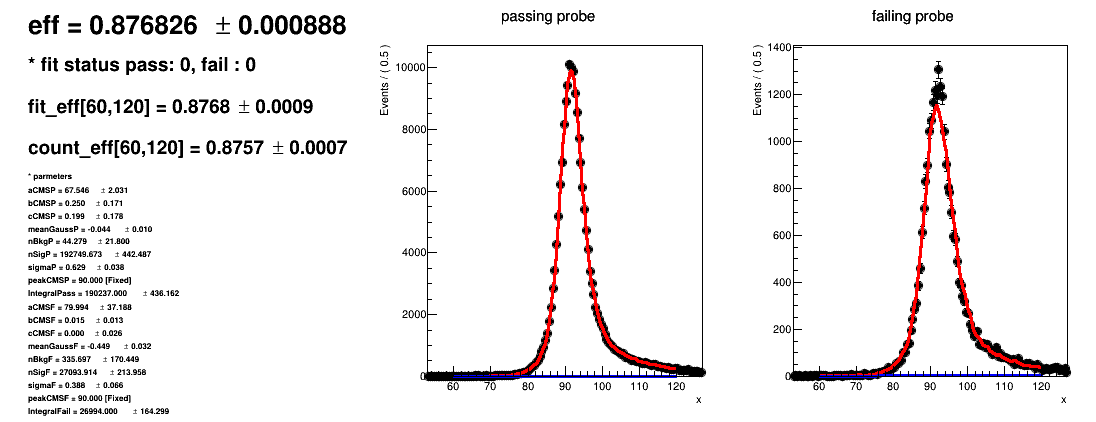 eff = 0.876826 ± 0.000888
* fit status pass: 0, fail : 0
fit_eff[60,120] = 0.8768 ± 0.0009
count_eff[60,120] = 0.8757 ± 0.0007
* parmeters
aCMSP = 67.546 ± 2.031
bCMSP = 0.250 ± 0.171
cCMSP = 0.199 ± 0.178
meanGaussP = -0.044 ± 0.010
nBkgP = 44.279 ± 21.800
nSigP = 192749.673 ± 442.487
sigmaP = 0.629 ± 0.038
peakCMSP = 90.000 [Fixed]
IntegralPass = 190237.000 ± 436.162
aCMSF = 79.994 ± 37.188
bCMSF = 0.015 ± 0.013
cCMSF = 0.000 ± 0.026
meanGaussF = -0.449 ± 0.032
nBkgF = 335.697 ± 170.449
nSigF = 27093.914 ± 213.958
sigmaF = 0.388 ± 0.066
peakCMSF = 90.000 [Fixed]
IntegralFail = 26994.000 ± 164.299
passing probe
Events / ( 0.5 )
10000
8000
6000
4000
2000
0
60 70 80 90 100 110 120
x
failing probe
Events / ( 0.5 )
1400
1200
1000
800
600
400
200
0
60 70 80 90 100 110 120
x